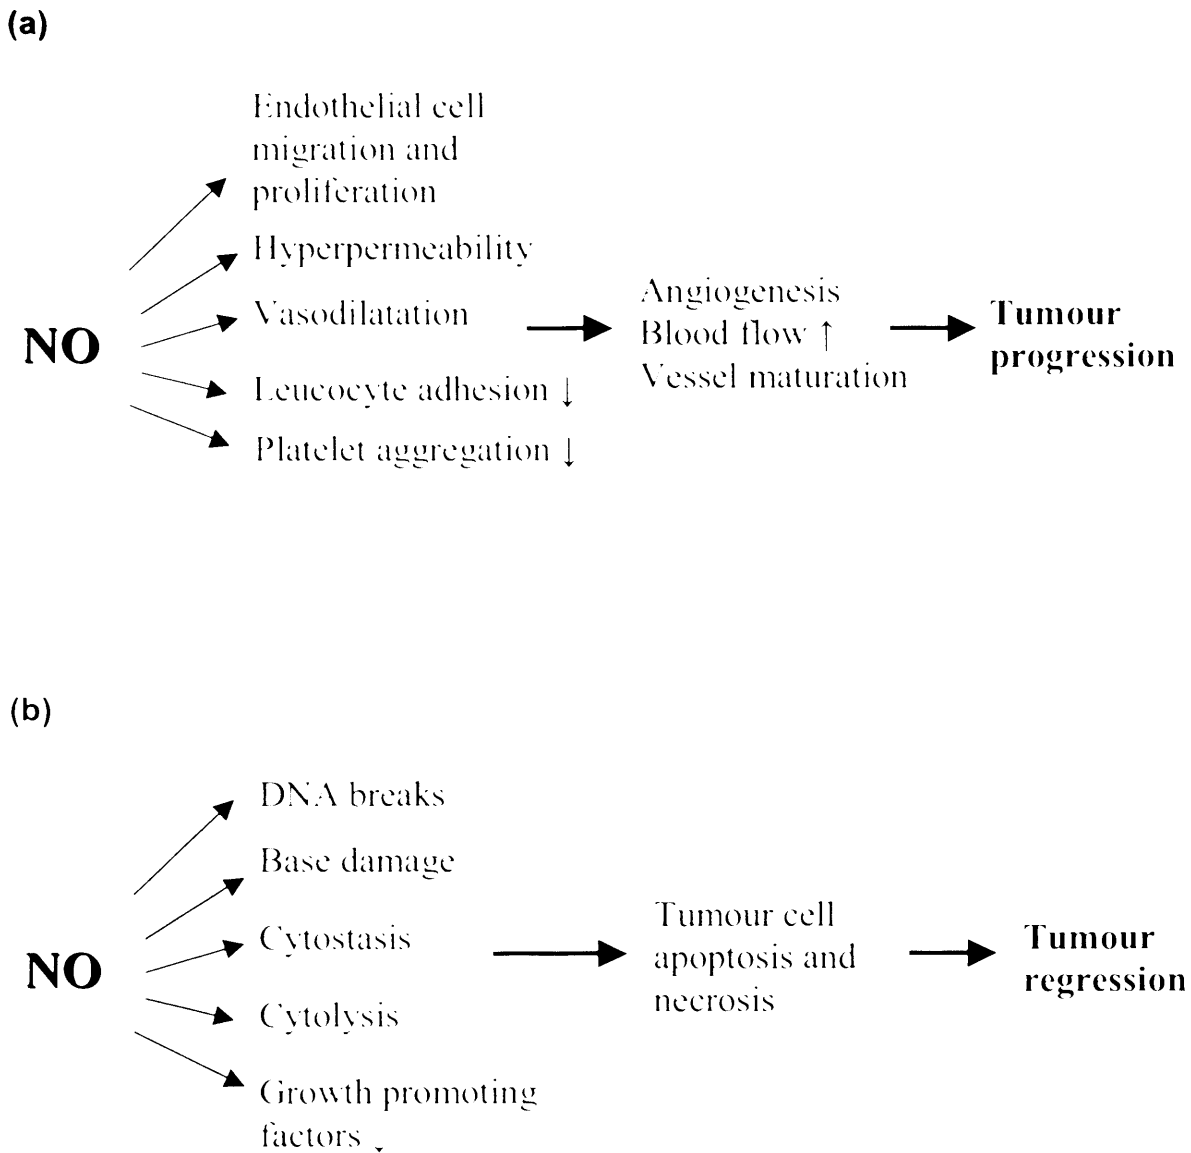 (a)
Endothelial cell
migration and
proliferation
Hyperpermeability
Vasodilatation
Leucocyte adhesion ↓
Platelet aggregation ↓
NO
Angiogenesis
Blood flow ↑
Vessel maturation
Tumour
progression
(b)
DNA breaks
Base damage
Cytostasis
Cytolysis
Growth promoting
factors ↓
NO
Tumour cell
apoptosis and
necrosis
Tumour
regression